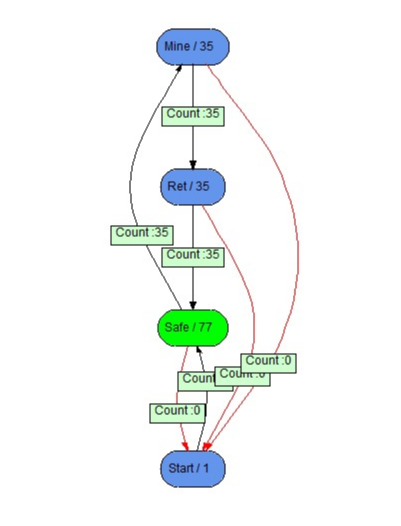 Mine / 35
Count :35
Ret / 35
Count :35
Count :35
Safe / 77
Count :0
Count :0
Count
Count :0
Start / 1